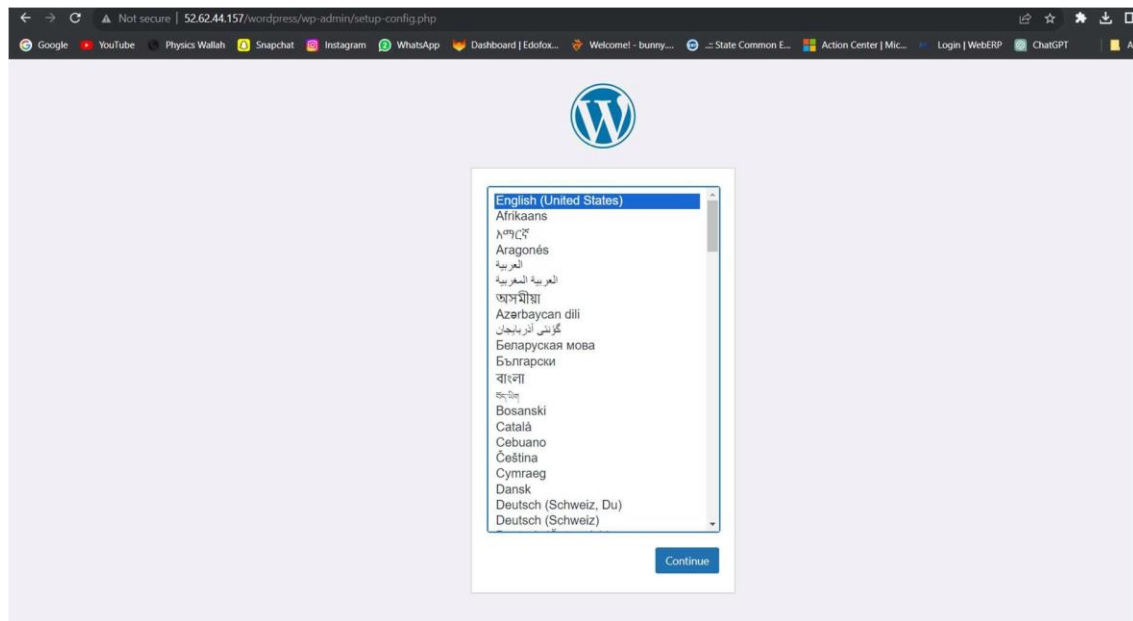 Not secure | 52.62.44.157/wordpress/wp-admin/setup-config.php
Google YouTube Physics Wallah Snapchat Instagram WhatsApp Dashboard | Edofox... Welcome! - bunny.... .:: State Common E... Action Center | Mic... Login | WebERP ChatGPT A
English (United States)
Afrikaans
አማርኛ
Aragonés
العربية
العربية المغربية
অসমীয়া
Azərbaycan dili
گؤنئی آذربایجان
Беларуская мова
Български
বাংলা
བོད་ཡིག
Bosanski
Català
Cebuano
Čeština
Cymraeg
Dansk
Deutsch (Schweiz, Du)
Deutsch (Schweiz)
Continue